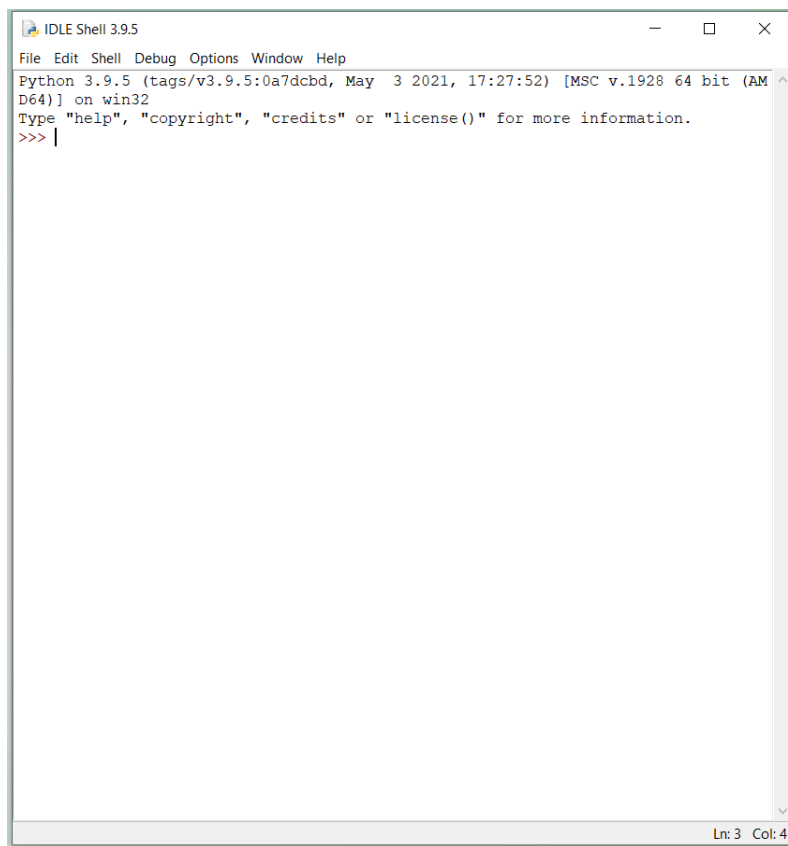 IDLE Shell 3.9.5
File Edit Shell Debug Options Window Help
Python 3.9.5 (tags/v3.9.5:0a7dcbd, May  3 2021, 17:27:52) [MSC v.1928 64 bit (AM
D64)] on win32
Type "help", "copyright", "credits" or "license()" for more information.
>>>
Ln: 3 Col: 4